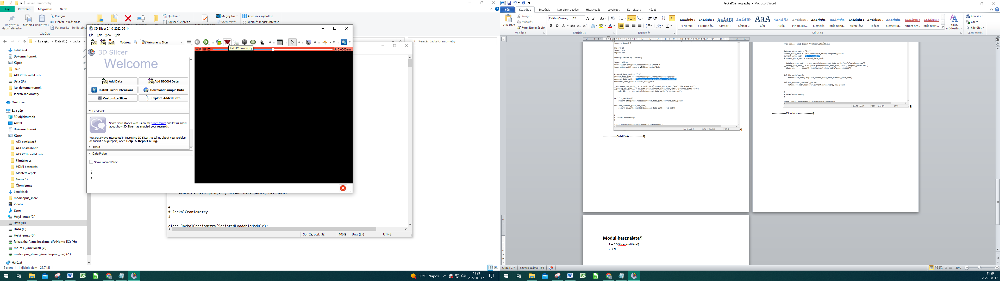 JackalCraniometry
Fájl Kezdőlap Megosztás Nézet
Rögzítés a Gyors elérésbe
Másolás
Beillesztés
Kivágás
Elérési út másolása
Parancsikon beillesztése
Vágólap
Új elem
Egyszerű elérés
Megnyitás
Szerkesztés
Az összes kijelölése
Kijelölés megszüntetése
Ez a gép > Data (D:) > Jackal >
Keresés: JackalCraniometry
Letöltések
Dokumentumok
Képek
2022
ATX PCB csatlakozó
Data (D:)
iso_dokumentumok
JackalCraniometry
OneDrive
Ez a gép
3D objektumok
Asztal
Dokumentumok
Képek
ATX csatlakozó
ATX hosszabbító
ATX PCB csatlakozó
Filmtekercs
HDMI beszerzés
Mentett képek
Nema 17
Ólomlemez
Letöltések
medicopus_share
Videók
Zene
Helyi lemez (C:)
Data (D:)
DATA (E:)
Helyi lemez (G:)
farkas.kira (\\mc.local\mc-dfs\Home_EC) (H:)
mc-dfs (\\mc.local) (V:)
medicopus_share (\\medimproc_nas) (Z:)
Hálózat
5 elem 1 kijelölt elem - 26,7 KB
3D Slicer 5.1.0-2022-06-14
File Edit View Help
DATA DCM SAVE Modules: Welcome to Slicer
JackalCraniometry
R S: 0.0000mm
3D Slicer
Welcome
Add Data
Add DICOM Data
Install Slicer Extensions
Download Sample Data
Customize Slicer
Explore Added Data
Feedback
Share your stories with us on the Slicer forum and let us know
about how 3D Slicer has enabled your research.
We are always interested in improving 3D Slicer, to tell us about your problem
or submit a bug report, open Help -> Report a Bug.
About
Data Probe
Show Zoomed Slice
L
F
B
return os.path.join(str(current_data_path), rel_path)
#
# JackalCraniometry
#
class JackalCraniometry(ScriptedLoadableModule):
Sor: 29, oszl.: 32 100% Unix (LF) UTF-8
30°C Napos
11:29
2022. 08. 17.
JackalCraniography - Microsoft Word
Fájl Kezdőlap Beszúrás Lap elrendezése Hivatkozás Levelezés Korrektúra Nézet
Beillesztés
Kivágás
Másolás
Formátummásoló
Vágólap
Calibri (Szöveg 12
Betűtípus
Bekezdés
¶ Normál
¶ Nincs tér...
Címsor 1
Címsor 2
Cím
Alcím
Finom kie...
Kiemelés
Erős hang...
Kiemelés2
Idézet
Kiemelt id...
Finom hiv...
Erős hivat...
Stílusok
Stílus-módosítás
Keresés
Csere
Kijelölés
Szerkesztés
from re import S
import qt
import vtk
import ctk
from qt import QFileDialog
import slicer
from slicer.ScriptedLoadableModule import *
from slicer.util import VTKObservationMixin
#stored_data_path = "Z:/"
stored_data_path = "/nas/medicopus_share/Projects/jackal"
current_data_path = "/nas/medicopus_share/Projects/jackal"
#current_data_path = stored_data_path
__database_csv_path__ = os.path.join(current_data_path,"etc","database.csv")
__preseg_csv_path__ = os.path.join(current_data_path,"etc","preproc_paths.csv")
__study_dir__ = os.path.join(current_data_path,"preprocessed")
def fix_path(path):
return str(path).replace(stored_data_path,current_data_path)
def add_current_path(rel_path):
return os.path.join(str(current_data_path), rel_path)
#
# JackalCraniometry
#
class JackalCraniometry(ScriptedLoadableModule):
Sor 18, oszl.: 21 100% Unix (LF) UTF-8
¶
Oldaltörés¶
from slicer.util import VTKObservationMixin
#stored_data_path = "Z:/"
stored_data_path = "/nas/medicopus_share/Projects/jackal"
current_data_path = "D:\\Jackal\\"
#current_data_path = stored_data_path
__database_csv_path__ = os.path.join(current_data_path,"etc","database.csv")
__preseg_csv_path__ = os.path.join(current_data_path,"etc","preproc_paths.csv")
__study_dir__ = os.path.join(current_data_path,"preprocessed")
def fix_path(path):
return str(path).replace(stored_data_path,current_data_path)
def add_current_path(rel_path):
return os.path.join(str(current_data_path), rel_path)
#
# JackalCraniometry
#
class JackalCraniometry(ScriptedLoadableModule):
Sor 18, oszl.: 21 100% Unix (LF) UTF-8
¶
Oldaltörés¶
Modul·használata¶
1. 3D·Slicer·indítása¶
2. ¶
Oldal: 7/7 Szavak száma: 136
80%
11:29
2022. 08. 17.